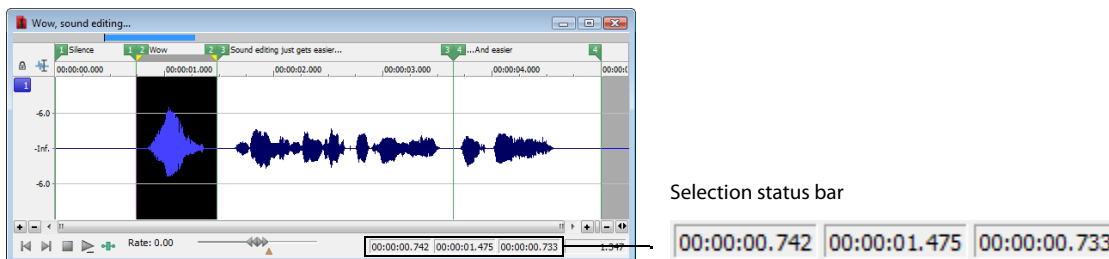 Wow, sound editing...
1 Silence 1 2 Wow 2 3 Sound editing just gets easier... 3 4 ...And easier 4
00:00:00.000 00:00:01.000 00:00:02.000 00:00:03.000 00:00:04.000 00:00:0
1
-6.0
-Inf.
-6.0
Rate: 0.00 00:00:00.742 00:00:01.475 00:00:00.733 1:347
Selection status bar
00:00:00.742 00:00:01.475 00:00:00.733